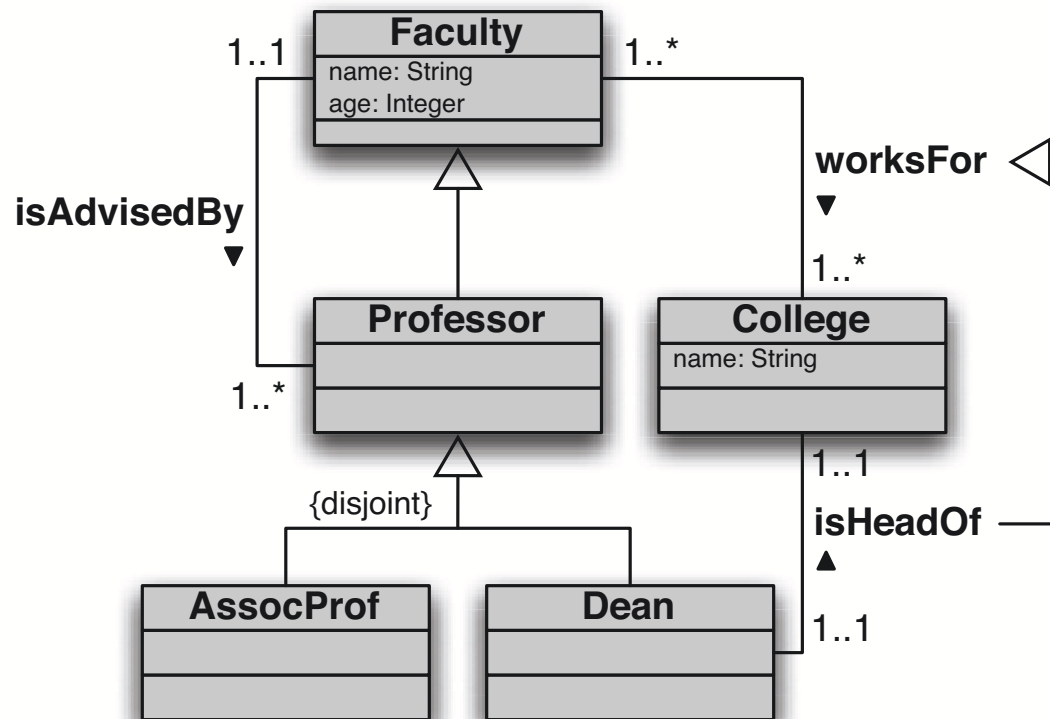 Faculty
1..1
1..*
name: String
age: Integer
worksFor
isAdvisedBy
▼
▼
1..*
Professor
College
name: String
1..*
1..1
{disjoint}
isHeadOf
▲
AssocProf
Dean
1..1